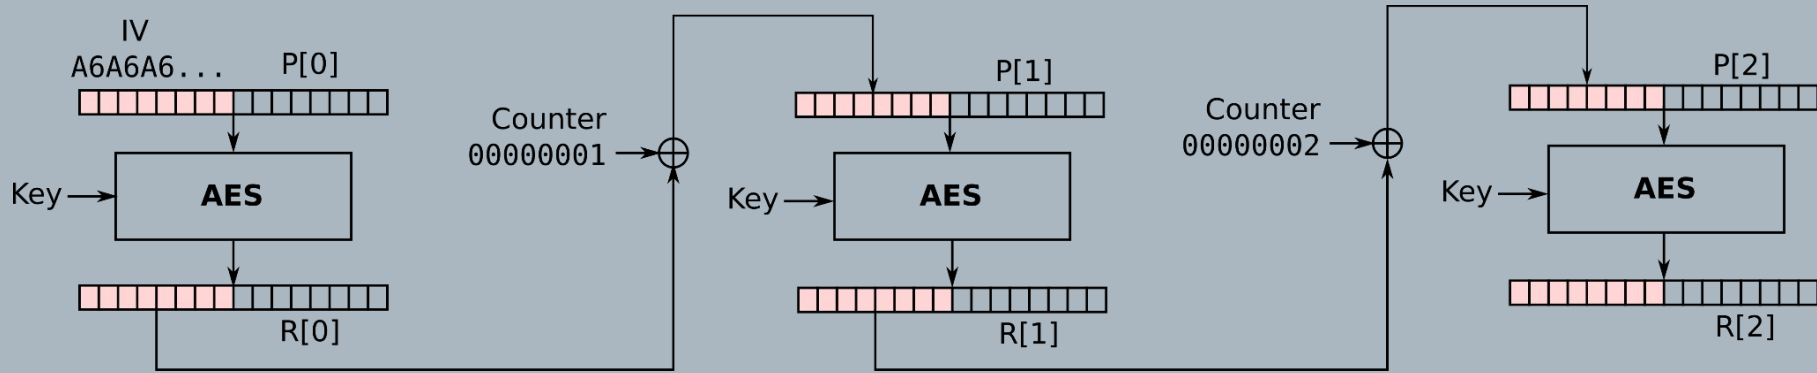 IV
A6A6A6...
P[0]
Key
AES
R[0]
Counter
00000001
P[1]
Key
AES
R[1]
Counter
00000002
P[2]
Key
AES
R[2]